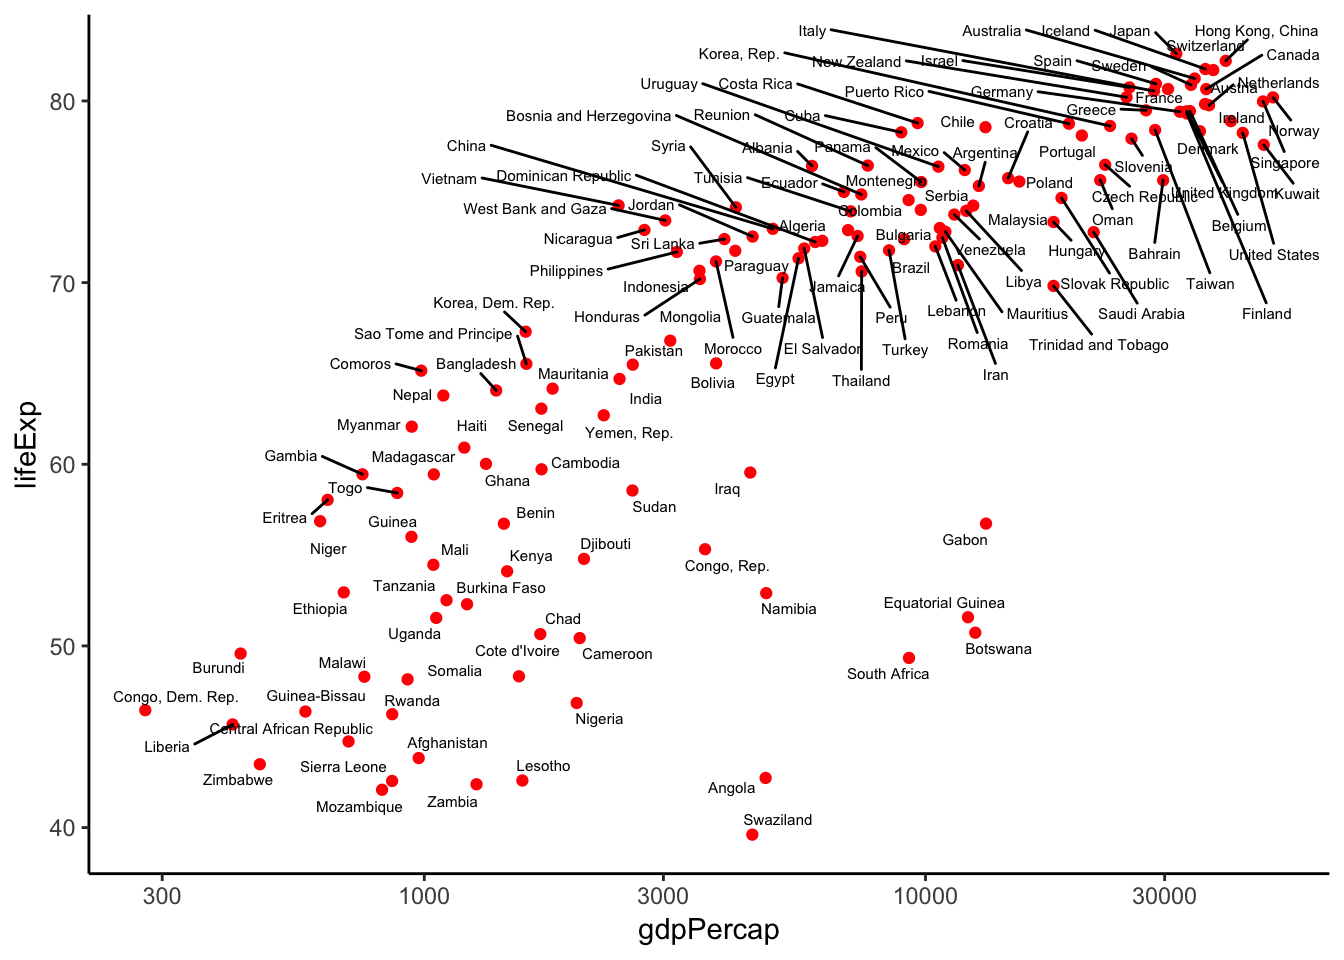 Italy
Australia
Iceland
Japan
Hong Kong, China
Switzerland
Canada
Korea, Rep.
New Zealand
Israel
Spain
Sweden
Netherlands
Uruguay
Costa Rica
Puerto Rico
Germany
France
Austria
Bosnia and Herzegovina
Reunion
Cuba
Chile
Croatia
Greece
Ireland
Norway
China
Syria
Albania
Panama
Mexico
Argentina
Portugal
Slovenia
Denmark
Singapore
Vietnam
Dominican Republic
Tunisia
Ecuador
Montenegro
Serbia
Poland
Czech Republic
United Kingdom
Kuwait
West Bank and Gaza
Jordan
Colombia
Algeria
Malaysia
Oman
Belgium
Nicaragua
Sri Lanka
Bulgaria
Venezuela
Hungary
Bahrain
United States
Philippines
Paraguay
Brazil
Indonesia
Jamaica
Libya
Slovak Republic
Taiwan
Korea, Dem. Rep.
Honduras
Mongolia
Guatemala
Peru
Lebanon
Mauritius
Saudi Arabia
Finland
Sao Tome and Principe
Pakistan
Morocco
El Salvador
Turkey
Romania
Trinidad and Tobago
Comoros
Bangladesh
Mauritania
Bolivia
Egypt
Thailand
Iran
Nepal
India
Myanmar
Haiti
Senegal
Yemen, Rep.
Gambia
Madagascar
Cambodia
Togo
Ghana
Iraq
Eritrea
Guinea
Benin
Sudan
Niger
Mali
Kenya
Djibouti
Gabon
Tanzania
Burkina Faso
Congo, Rep.
Ethiopia
Namibia
Equatorial Guinea
Uganda
Chad
Burundi
Malawi
Somalia
Cote d'Ivoire
Cameroon
Botswana
South Africa
Congo, Dem. Rep.
Guinea-Bissau
Rwanda
Liberia
Central African Republic
Nigeria
Afghanistan
Zimbabwe
Sierra Leone
Lesotho
Mozambique
Zambia
Angola
Swaziland
80
70
60
50
40
lifeExp
300
1000
3000
10000
30000
gdpPercap